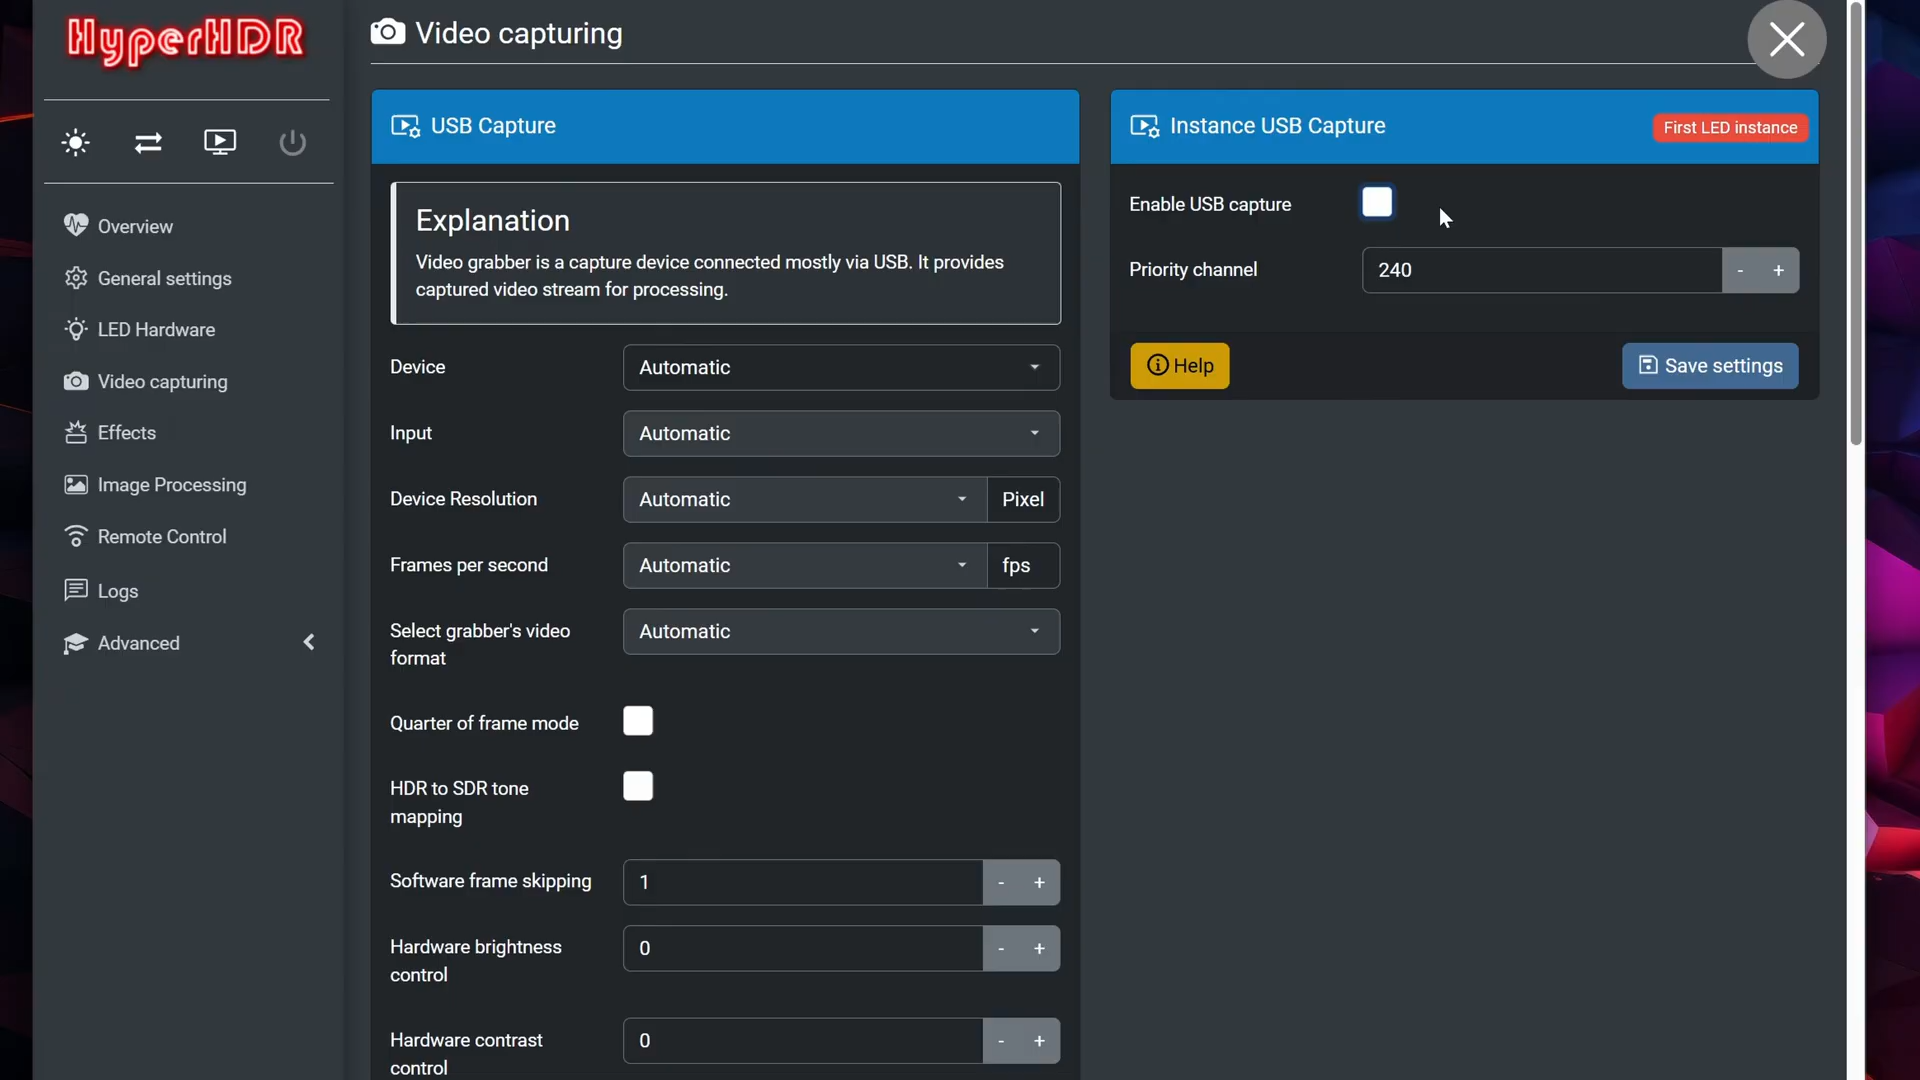 HyperHDR
Overview
General settings
LED Hardware
Video capturing
Effects
Image Processing
Remote Control
Logs
Advanced
Video capturing
USB Capture
Explanation
Video grabber is a capture device connected mostly via USB. It provides
captured video stream for processing.
Device
Automatic
Input
Automatic
Device Resolution
Automatic
Pixel
Frames per second
Automatic
fps
Select grabber's video
format
Automatic
Quarter of frame mode
HDR to SDR tone
mapping
Software frame skipping
1
- +
Hardware brightness
control
0
- +
Hardware contrast
control
0
- +
Instance USB Capture
First LED instance
Enable USB capture
Priority channel
240
- +
Help
Save settings